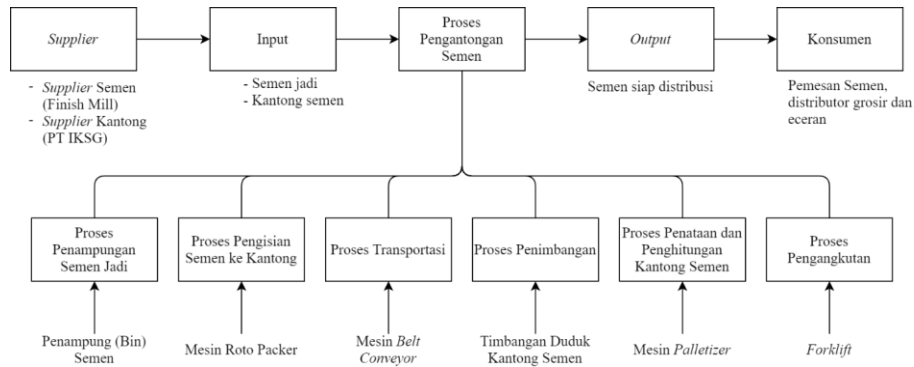 Supplier
Input
Proses
Pengantongan
Semen
Output
Konsumen
- Supplier Semen
(Finish Mill)
- Supplier Kantong
(PT IKSG)
- Semen jadi
- Kantong semen
Semen siap distribusi
Pemesan Semen,
distributor grosir dan
eceran
Proses
Penampungan
Semen Jadi
Proses Pengisian
Semen ke Kantong
Proses Transportasi
Proses Penimbangan
Proses Penataan dan
Penghitungan
Kantong Semen
Proses
Pengangkutan
Penampung (Bin)
Semen
Mesin Roto Packer
Mesin Belt
Conveyor
Timbangan Duduk
Kantong Semen
Mesin Palletizer
Forklift